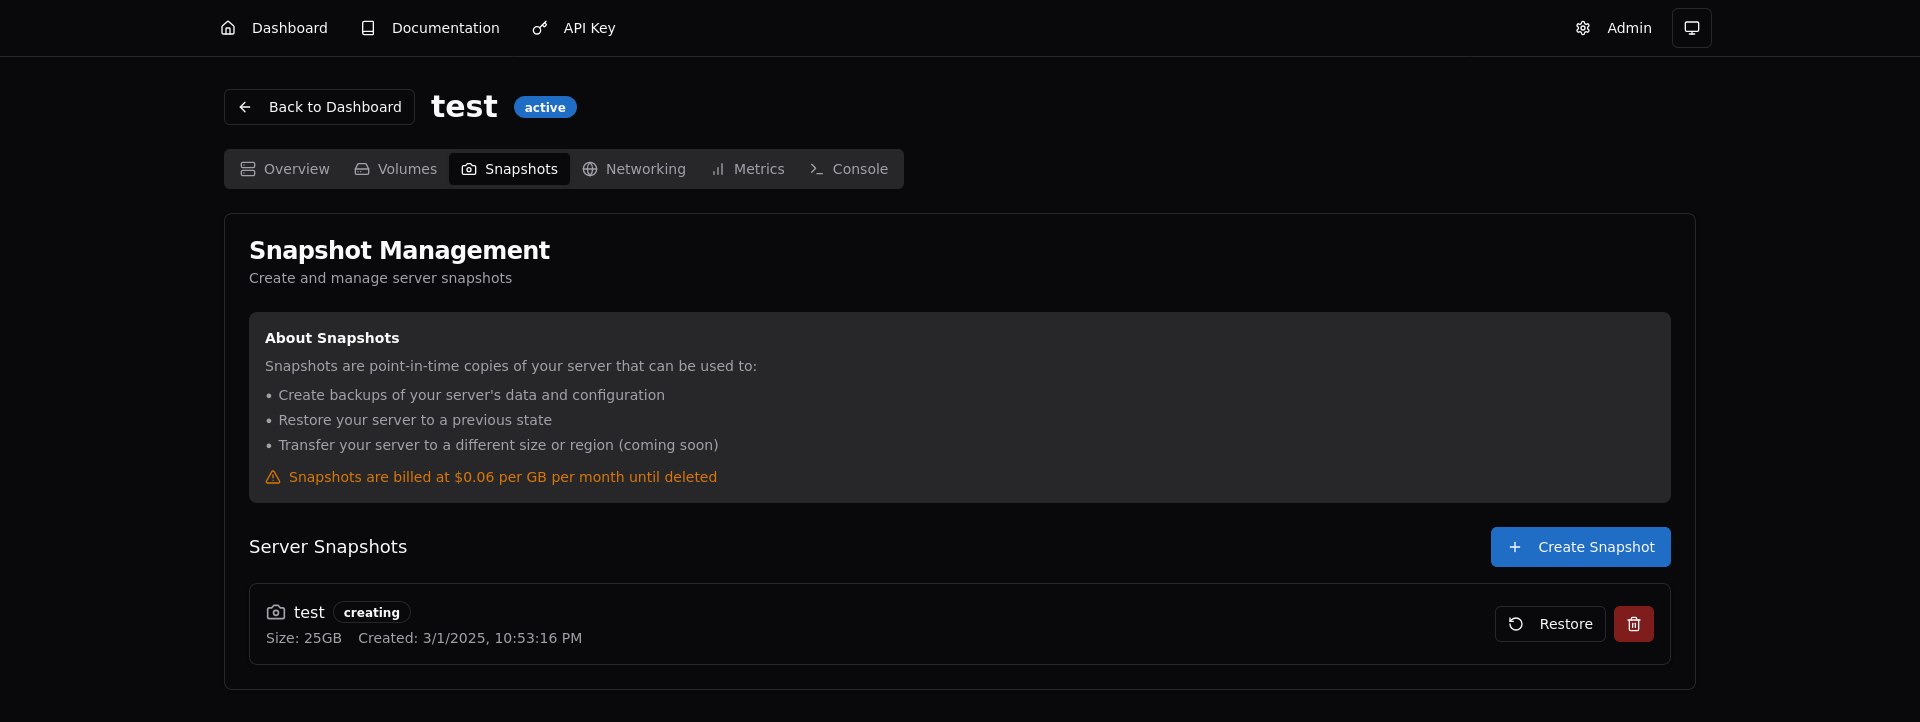 Dashboard Documentation API Key Admin
Back to Dashboard test active
Overview Volumes Snapshots Networking Metrics Console
Snapshot Management
Create and manage server snapshots
About Snapshots
Snapshots are point-in-time copies of your server that can be used to:
• Create backups of your server's data and configuration
• Restore your server to a previous state
• Transfer your server to a different size or region (coming soon)
Snapshots are billed at $0.06 per GB per month until deleted
Server Snapshots Create Snapshot
test creating
Size: 25GB Created: 3/1/2025, 10:53:16 PM
Restore